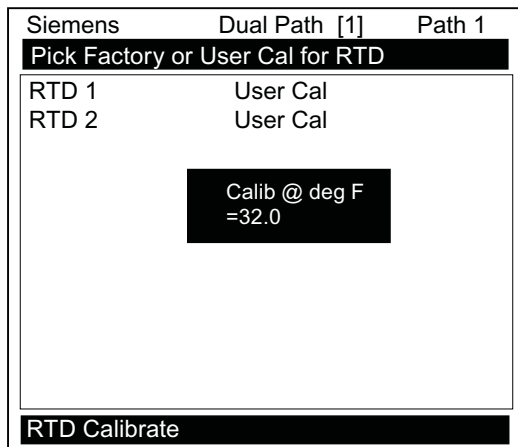 Siemens Dual Path [1] Path 1
Pick Factory or User Cal for RTD
RTD 1 User Cal
RTD 2 User Cal
Calib @ deg F
=32.0
RTD Calibrate